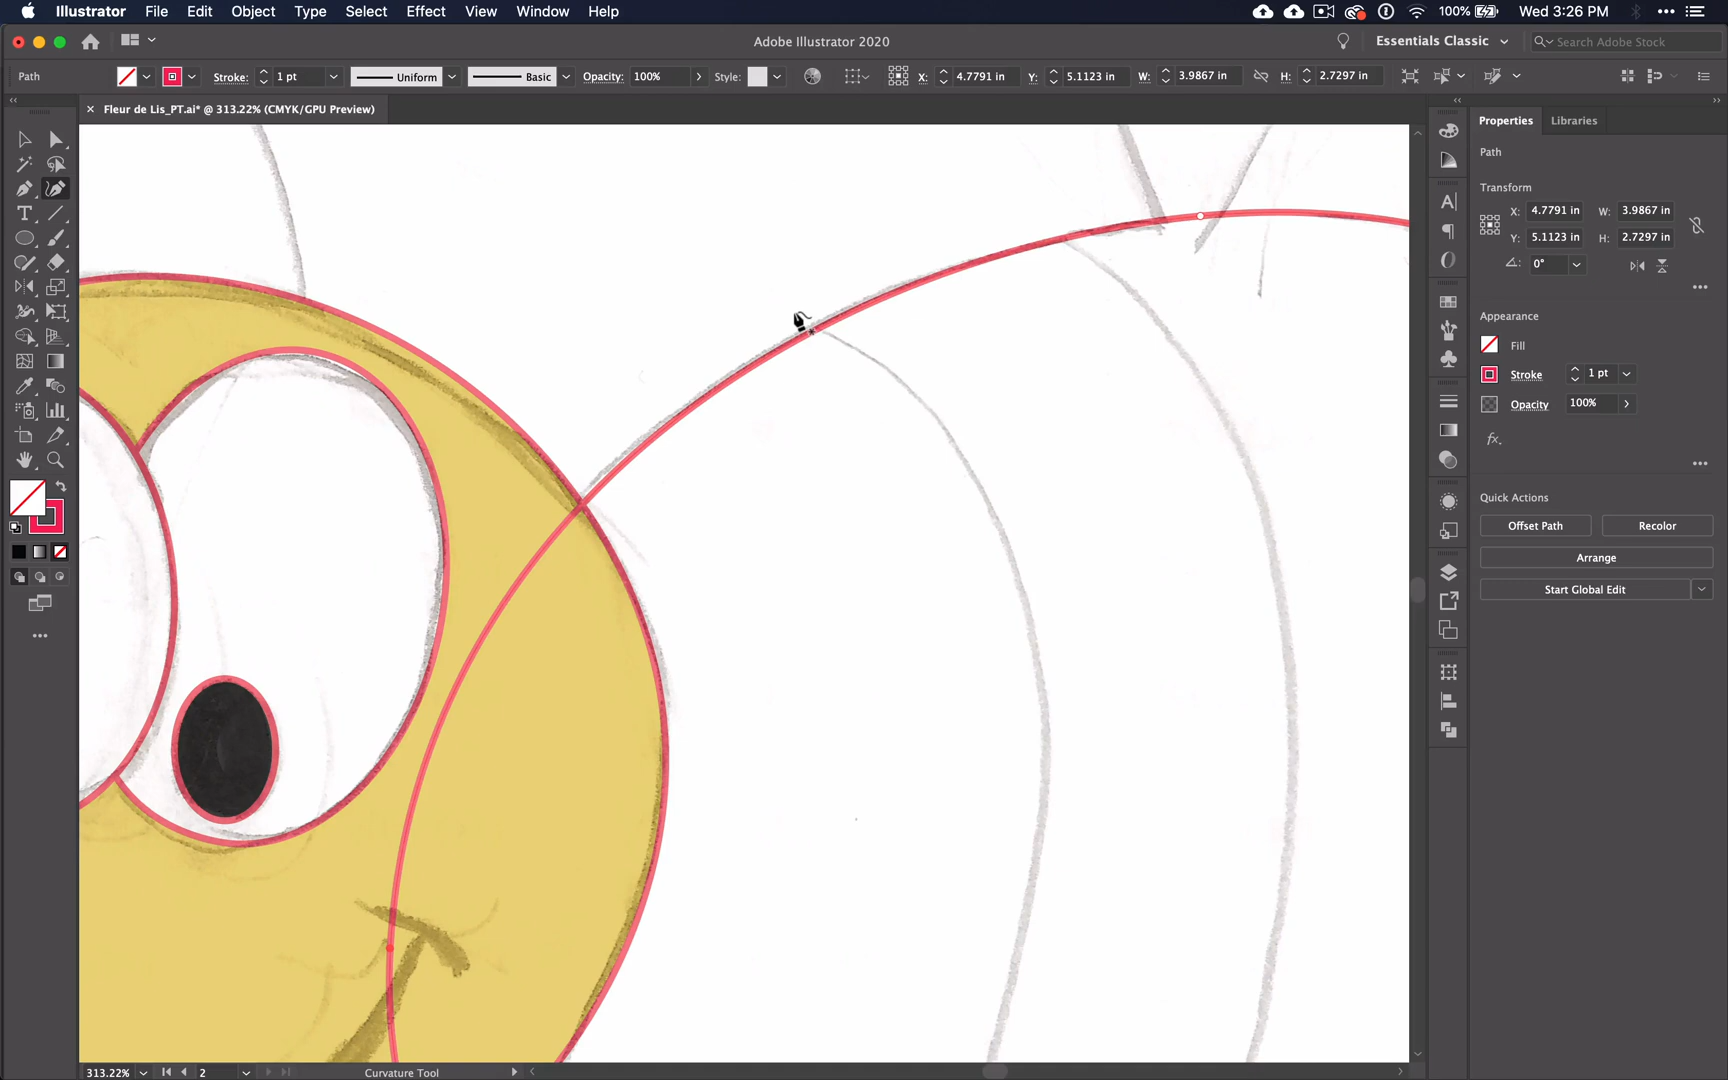 Illustrator File Edit Object Type Select Effect View Window Help 100% Wed 3:26 PM
Adobe Illustrator 2020 Essentials Classic Search Adobe Stock
Path Stroke: 1 pt Uniform Basic Opacity: 100% Style: X: 4.7791 in Y: 5.1123 in W: 3.9867 in H: 2.7297 in
Fleur de Lis_PT.ai* @ 313.22% (CMYK/GPU Preview)
Properties Libraries
Path
Transform
X: 4.7791 in W: 3.9867 in
Y: 5.1123 in H: 2.7297 in
0°
Appearance
Fill
Stroke 1 pt
Opacity 100%
fx.
Quick Actions
Offset Path Recolor
Arrange
Start Global Edit
313.22% 2 Curvature Tool